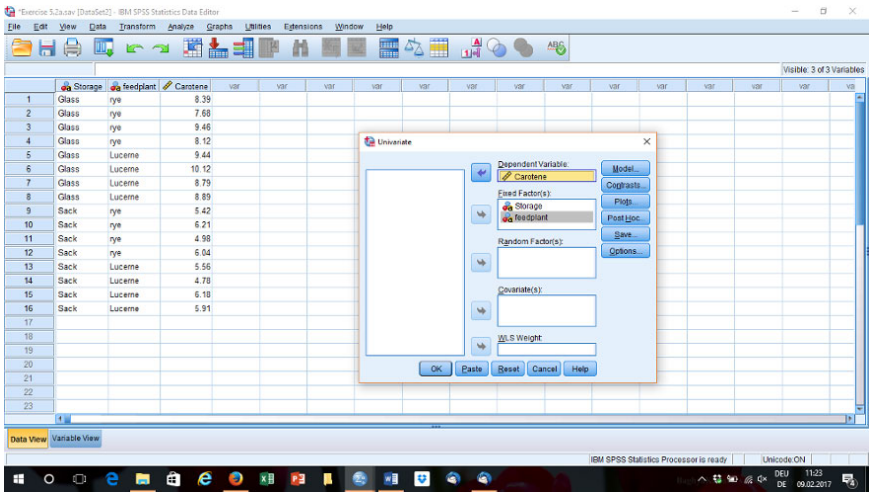 *Exercise 5.2a.sav [DataSet2] - IBM SPSS Statistics Data Editor
File Edit View Data Transform Analyze Graphs Utilities Extensions Window Help
Visible: 3 of 3 Variables
Storage feedplant Carotene var var var var var var var var var var var var va
1 Glass rye 8.39
2 Glass rye 7.68
3 Glass rye 9.46
4 Glass rye 8.12
5 Glass Lucerne 9.44
6 Glass Lucerne 10.12
7 Glass Lucerne 8.79
8 Glass Lucerne 8.89
9 Sack rye 5.42
10 Sack rye 6.21
11 Sack rye 4.98
12 Sack rye 6.04
13 Sack Lucerne 5.56
14 Sack Lucerne 4.78
15 Sack Lucerne 6.18
16 Sack Lucerne 5.91
17
18
19
20
21
22
23
Univariate
Dependent Variable:
Carotene
Fixed Factor(s):
Storage
feedplant
Random Factor(s):
Covariate(s):
WLS Weight:
Model...
Contrasts...
Plots...
Post Hoc...
Save...
Options...
OK Paste Reset Cancel Help
Data View Variable View
IBM SPSS Statistics Processor is ready Unicode:ON
DEU 11:23
DE 09.02.2017